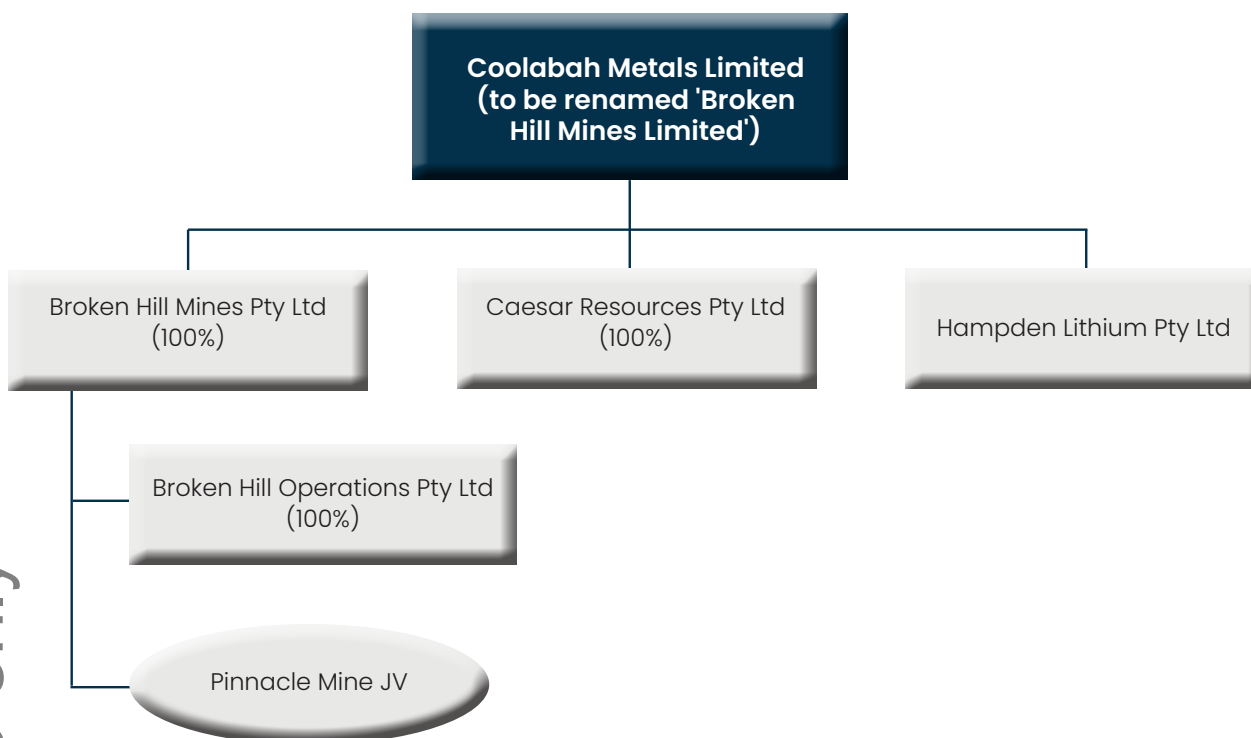 Coolabah Metals Limited
(to be renamed 'Broken
Hill Mines Limited')
Broken Hill Mines Pty Ltd
(100%)
Caesar Resources Pty Ltd
(100%)
Hampden Lithium Pty Ltd
Broken Hill Operations Pty Ltd
(100%)
Pinnacle Mine JV